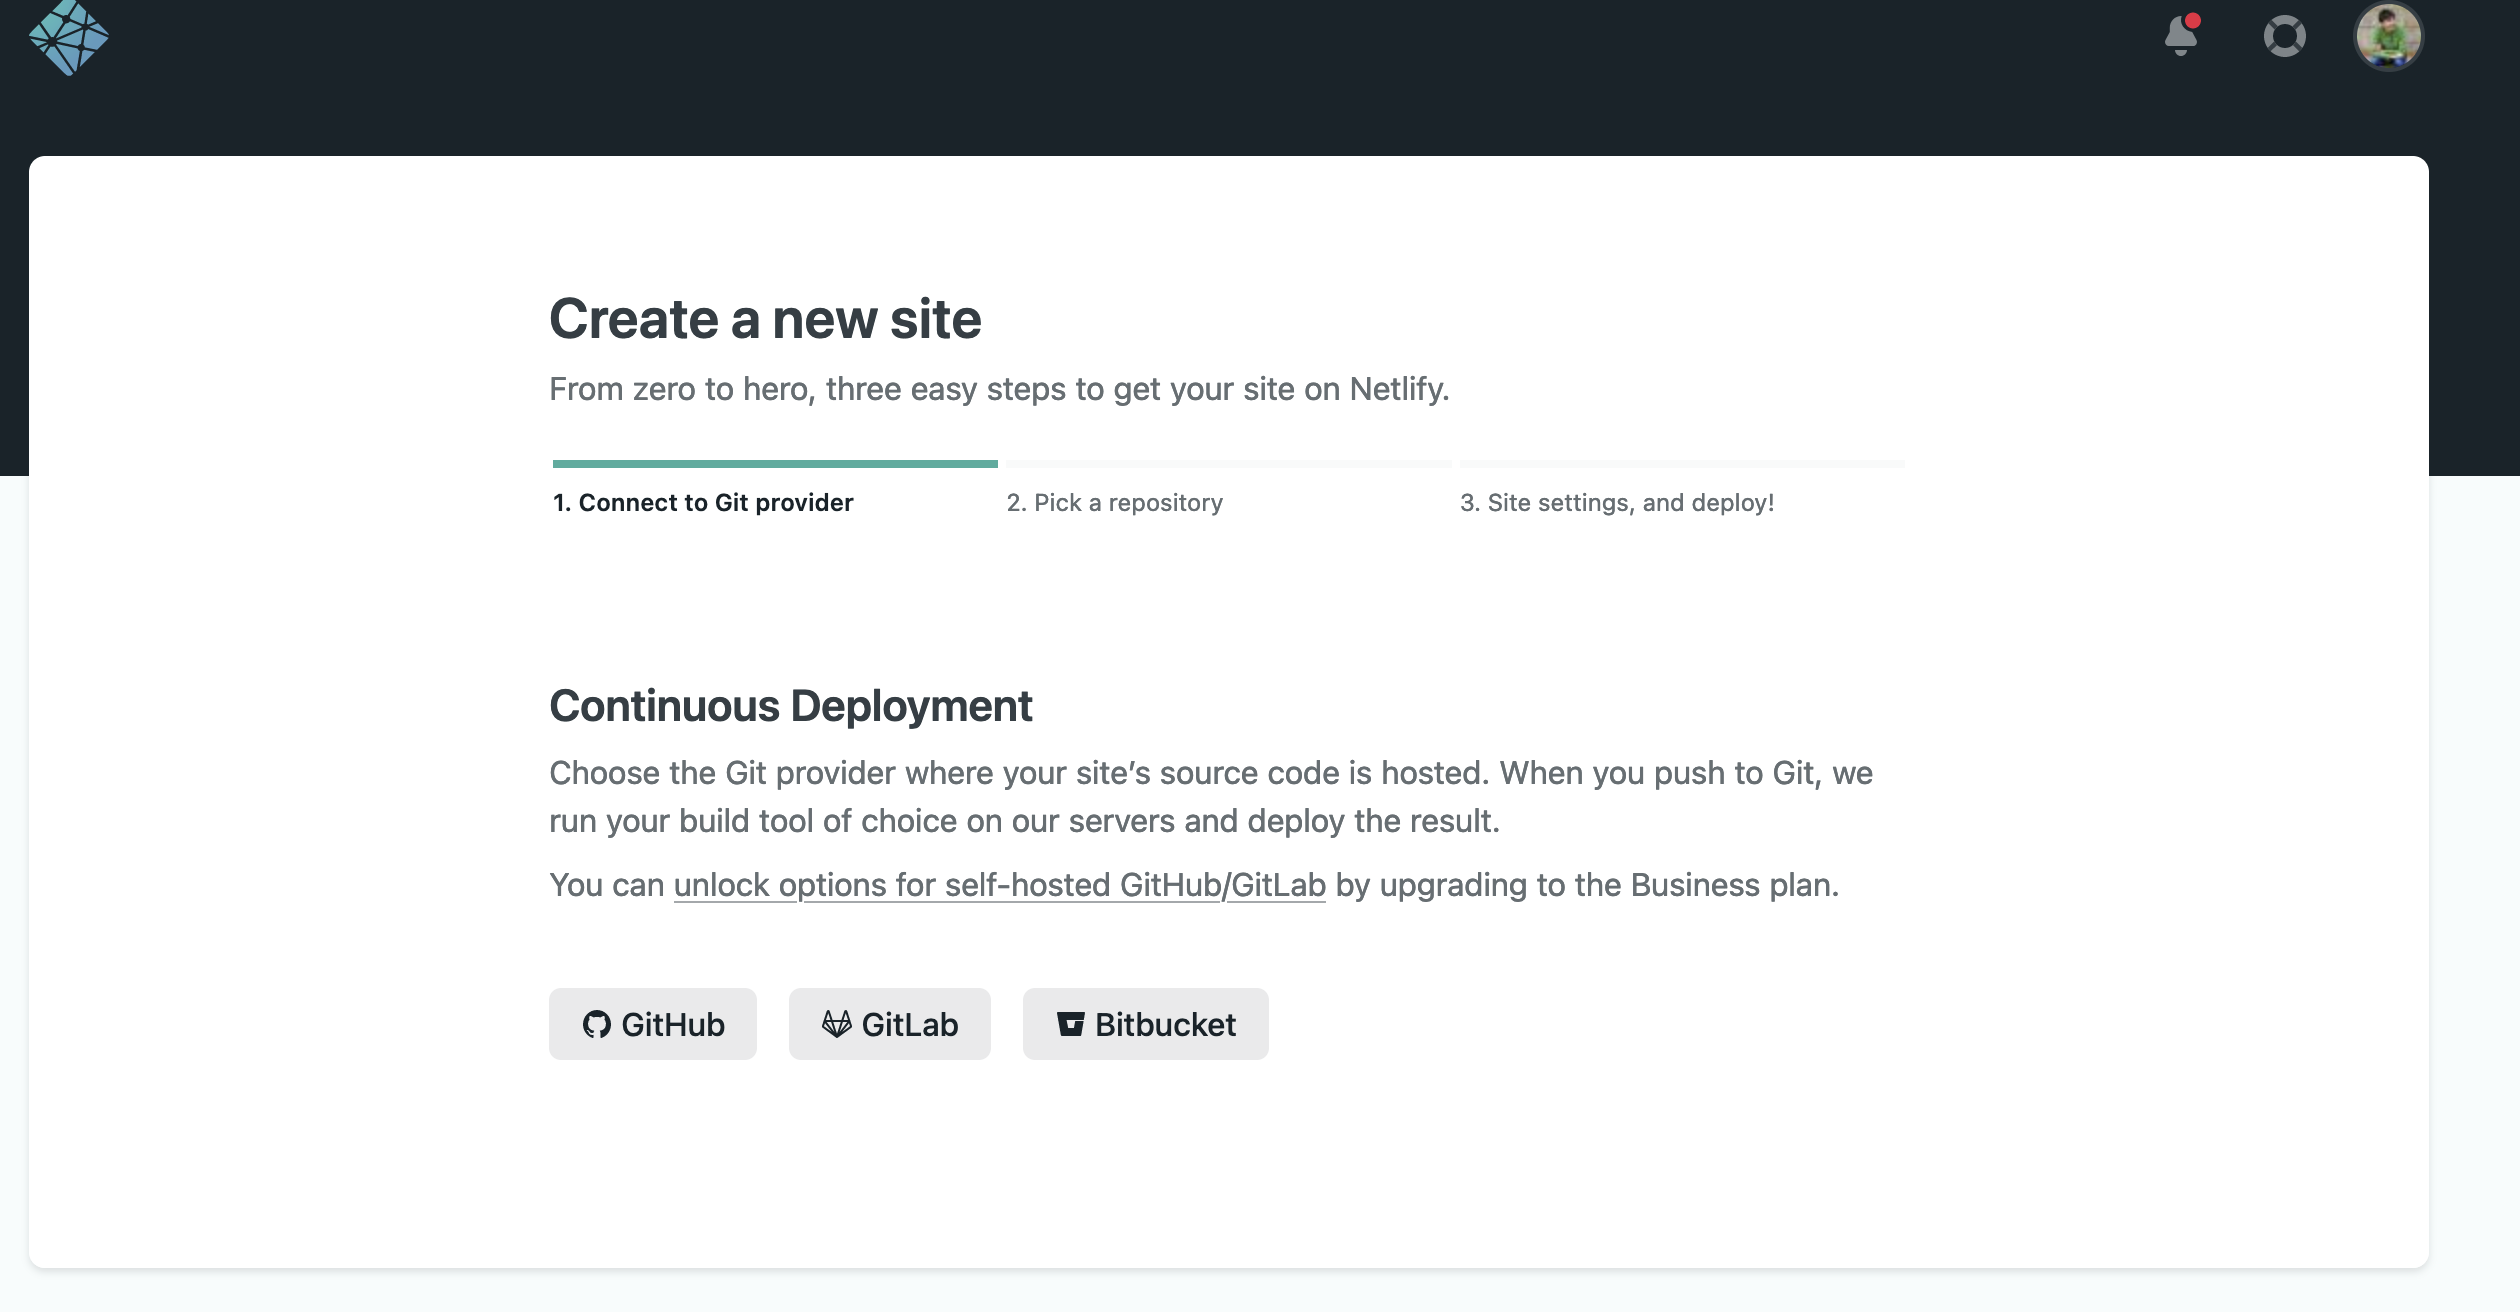 Create a new site
From zero to hero, three easy steps to get your site on Netlify.
1. Connect to Git provider
2. Pick a repository
3. Site settings, and deploy!
Continuous Deployment
Choose the Git provider where your site’s source code is hosted. When you push to Git, we
run your build tool of choice on our servers and deploy the result.
You can unlock options for self-hosted GitHub/GitLab by upgrading to the Business plan.
GitHub
GitLab
Bitbucket